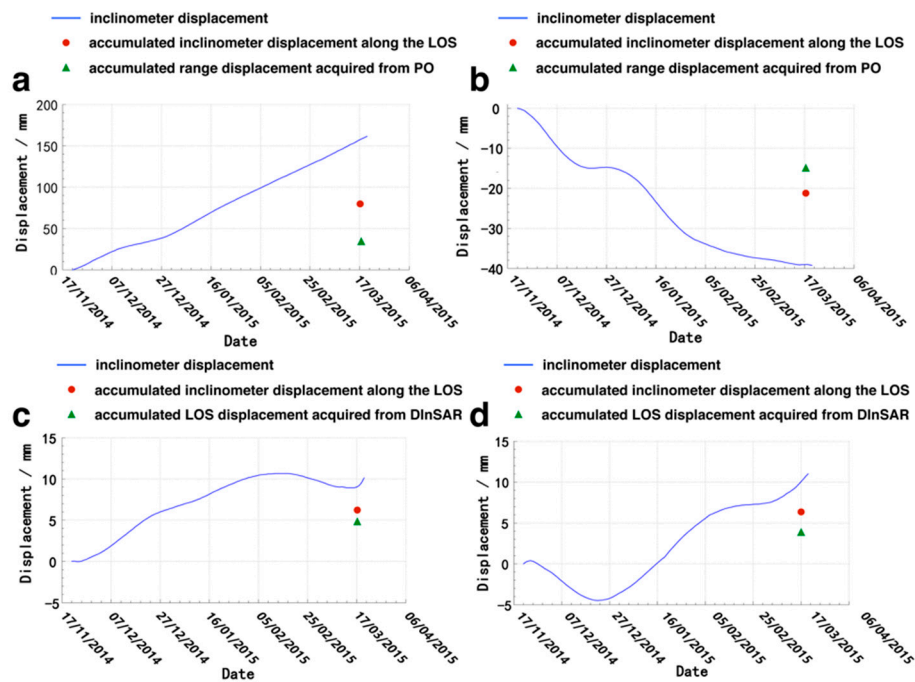 inclinometer displacement
accumulated inclinometer displacement along the LOS
accumulated range displacement acquired from PO
a
200
150
100
50
0
Displacement / mm
17/11/2014
07/12/2014
27/12/2014
16/01/2015
05/02/2015
25/02/2015
17/03/2015
06/04/2015
Date
inclinometer displacement
accumulated inclinometer displacement along the LOS
accumulated range displacement acquired from PO
b
0
-10
-20
-30
-40
Displacement / mm
17/11/2014
07/12/2014
27/12/2014
16/01/2015
05/02/2015
25/02/2015
17/03/2015
06/04/2015
Date
inclinometer displacement
accumulated inclinometer displacement along the LOS
accumulated LOS displacement acquired from DInSAR
c
15
10
5
0
-5
Displacement / mm
17/11/2014
07/12/2014
27/12/2014
16/01/2015
05/02/2015
25/02/2015
17/03/2015
06/04/2015
Date
inclinometer displacement
accumulated inclinometer displacement along the LOS
accumulated LOS displacement acquired from DInSAR
d
15
10
5
0
-5
Displacement / mm
17/11/2014
07/12/2014
27/12/2014
16/01/2015
05/02/2015
25/02/2015
17/03/2015
06/04/2015
Date